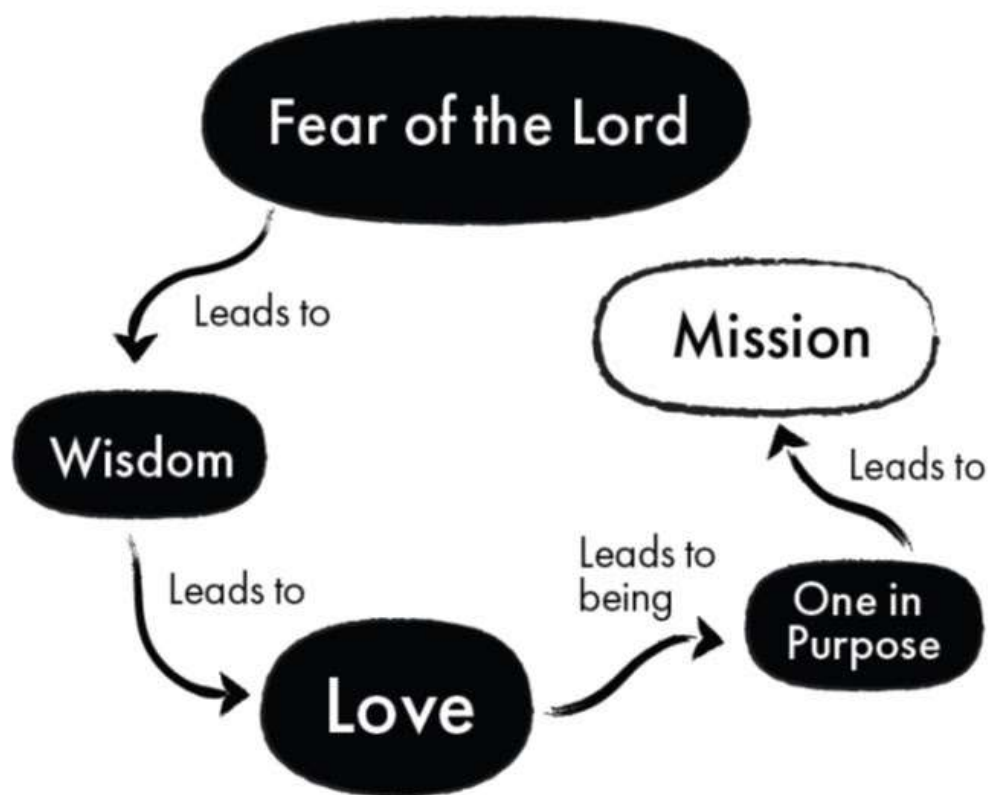 Fear of the Lord
Leads to
Wisdom
Leads to
Love
Leads to
being
One in
Purpose
Leads to
Mission